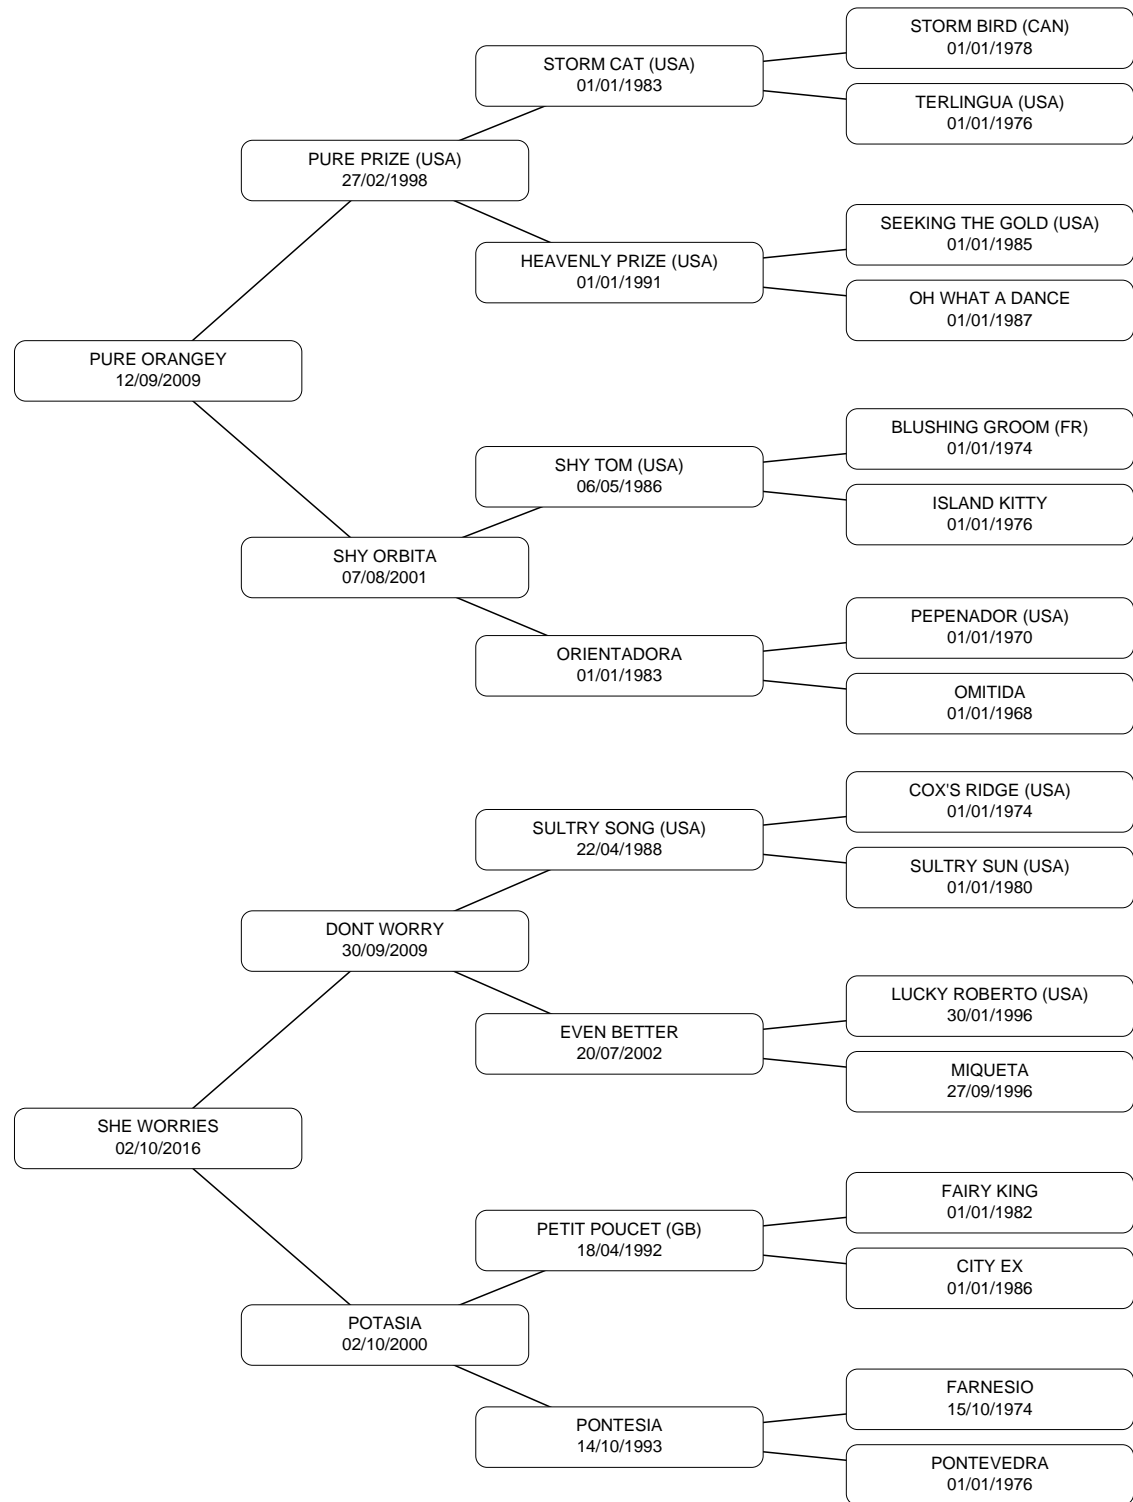 STORM BIRD (CAN)
01/01/1978
STORM CAT (USA)
01/01/1983
TERLINGUA (USA)
01/01/1976
PURE PRIZE (USA)
27/02/1998
SEEKING THE GOLD (USA)
01/01/1985
HEAVENLY PRIZE (USA)
01/01/1991
OH WHAT A DANCE
01/01/1987
PURE ORANGEY
12/09/2009
BLUSHING GROOM (FR)
01/01/1974
SHY TOM (USA)
06/05/1986
ISLAND KITTY
01/01/1976
SHY ORBITA
07/08/2001
PEPENADOR (USA)
01/01/1970
ORIENTADORA
01/01/1983
OMITIDA
01/01/1968
COX'S RIDGE (USA)
01/01/1974
SULTRY SONG (USA)
22/04/1988
SULTRY SUN (USA)
01/01/1980
DONT WORRY
30/09/2009
LUCKY ROBERTO (USA)
30/01/1996
EVEN BETTER
20/07/2002
MIQUETA
27/09/1996
SHE WORRIES
02/10/2016
FAIRY KING
01/01/1982
PETIT POUCET (GB)
18/04/1992
CITY EX
01/01/1986
POTASIA
02/10/2000
FARNESIO
15/10/1974
PONTESIA
14/10/1993
PONTEVEDRA
01/01/1976